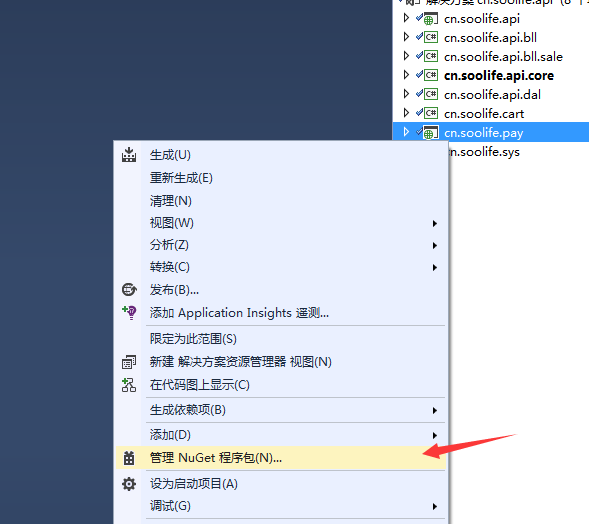 解决方案"cn.soolife.api"(8 个
cn.soolife.api
cn.soolife.api.bll
cn.soolife.api.bll.sale
cn.soolife.api.core
cn.soolife.api.dal
cn.soolife.cart
cn.soolife.pay
n.soolife.sys
生成(U)
重新生成(E)
清理(N)
视图(W)
分析(Z)
转换(C)
发布(B)...
添加 Application Insights 遥测...
限定为此范围(S)
新建 解决方案资源管理器 视图(N)
在代码图上显示(C)
生成依赖项(B)
添加(D)
管理 NuGet 程序包(N)...
设为启动项目(A)
调试(G)